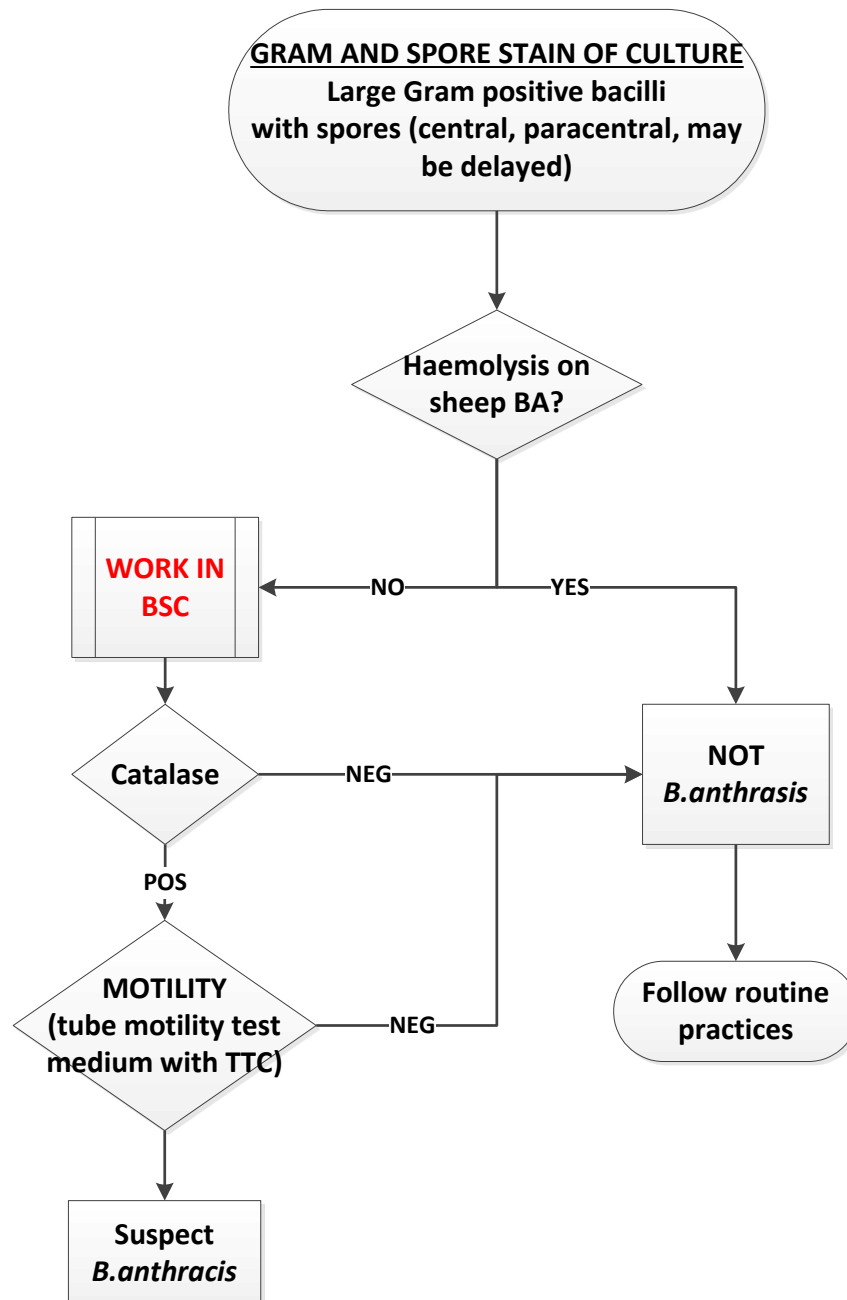 GRAM AND SPORE STAIN OF CULTURE
Large Gram positive bacilli
with spores (central, paracentral, may
be delayed)
Haemolysis on
sheep BA?
WORK IN
BSC
NO
YES
Catalase
NEG
NOT
B.anthrasis
POS
MOTILITY
(tube motility test
medium with TTC)
NEG
Follow routine
practices
Suspect
B.anthracis